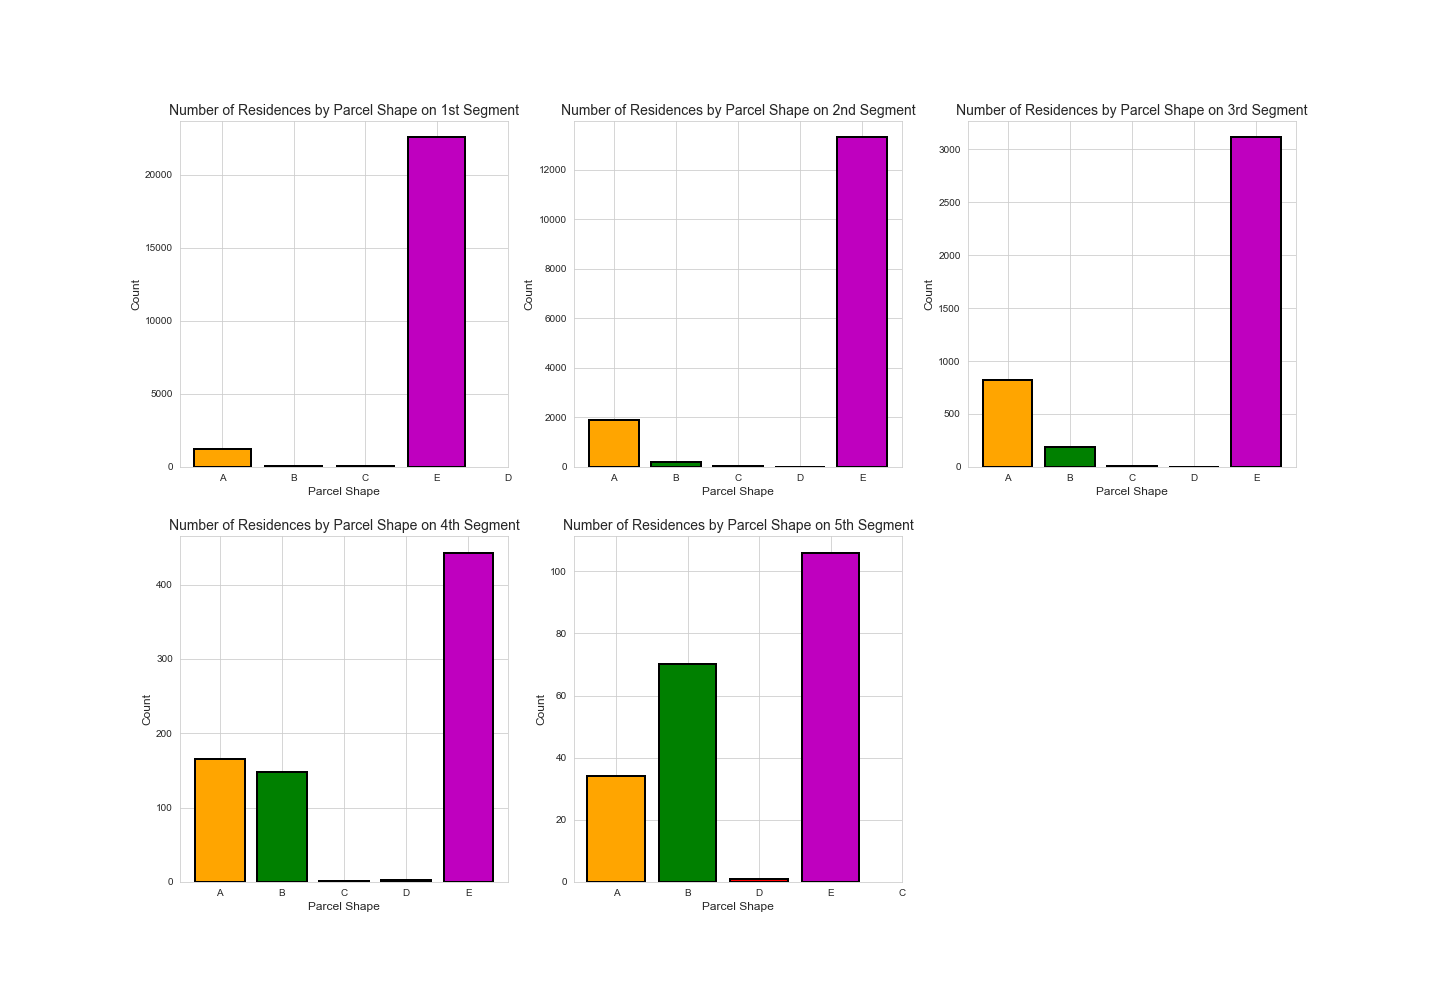 Number of Residences by Parcel Shape on 1st Segment
Count
20000
15000
10000
5000
0
A B C E D
Parcel Shape
Number of Residences by Parcel Shape on 2nd Segment
Count
12000
10000
8000
6000
4000
2000
0
A B C D E
Parcel Shape
Number of Residences by Parcel Shape on 3rd Segment
Count
3000
2500
2000
1500
1000
500
0
A B C D E
Parcel Shape
Number of Residences by Parcel Shape on 4th Segment
Count
400
300
200
100
0
A B C D E
Parcel Shape
Number of Residences by Parcel Shape on 5th Segment
Count
100
80
60
40
20
0
A B D E C
Parcel Shape